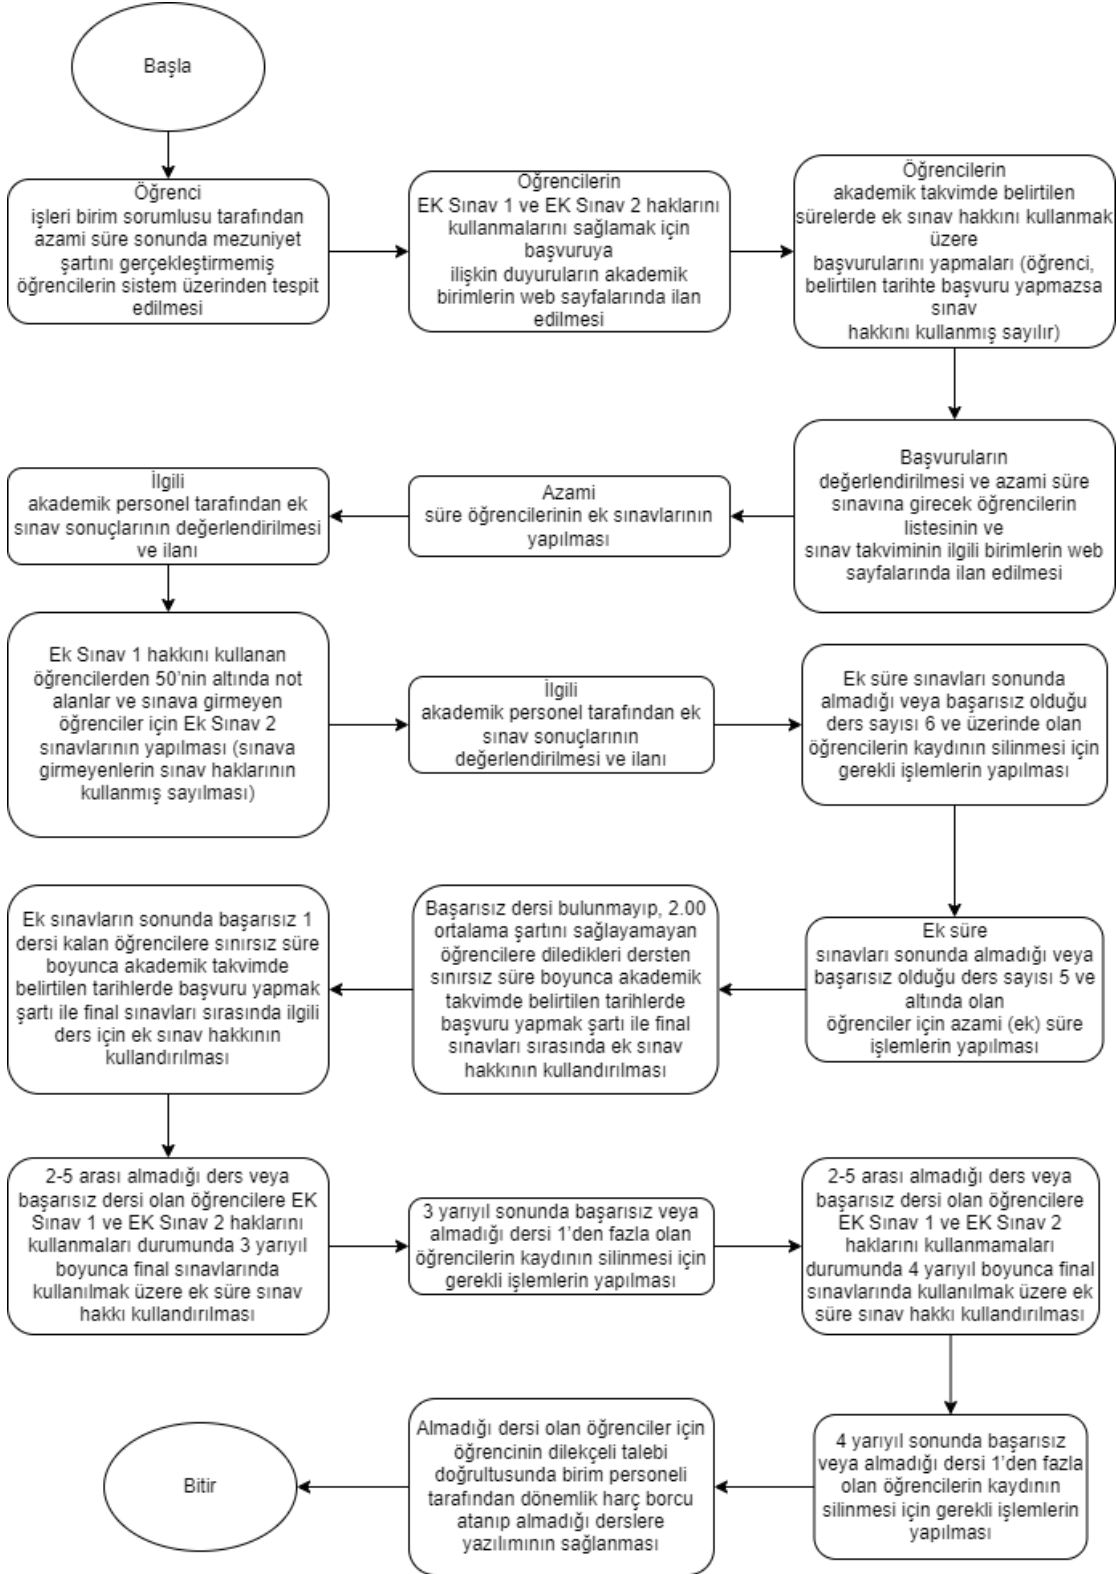 Başla
Öğrenci
işleri birim sorumlusu tarafından
azami süre sonunda mezuniyet
şartını gerçekleştirmemiş
öğrencilerin sistem üzerinden tespit
edilmesi
Öğrencilerin
EK Sınav 1 ve EK Sınav 2 haklarını
kullanmalarını sağlamak için
başvuruya
ilişkin duyuruların akademik
birimlerin web sayfalarında ilan
edilmesi
Öğrencilerin
akademik takvimde belirtilen
sürelerde ek sınav hakkını kullanmak
üzere
başvurularını yapmaları (öğrenci,
belirtilen tarihte başvuru yapmazsa
sınav
hakkını kullanmış sayılır)
Başvuruların
değerlendirilmesi ve azami süre
sınavına girecek öğrencilerin
listesinin ve
sınav takviminin ilgili birimlerin web
sayfalarında ilan edilmesi
Azami
süre öğrencilerinin ek sınavlarının
yapılması
İlgili
akademik personel tarafından ek
sınav sonuçlarının değerlendirilmesi
ve ilanı
Ek Sınav 1 hakkını kullanan
öğrencilerden 50’nin altında not
alanlar ve sınava girmeyen
öğrenciler için Ek Sınav 2
sınavlarının yapılması (sınava
girmeyenlerin sınav haklarının
kullanmış sayılması)
İlgili
akademik personel tarafından ek
sınav sonuçlarının
değerlendirilmesi ve ilanı
Ek süre sınavları sonunda
almadığı veya başarısız olduğu
ders sayısı 6 ve üzerinde olan
öğrencilerin kaydının silinmesi için
gerekli işlemlerin yapılması
Ek süre
sınavları sonunda almadığı veya
başarısız olduğu ders sayısı 5 ve
altında olan
öğrenciler için azami (ek) süre
işlemlerin yapılması
Başarısız dersi bulunmayıp, 2.00
ortalama şartını sağlayamayan
öğrencilere diledikleri dersten
sınırsız süre boyunca akademik
takvimde belirtilen tarihlerde
başvuru yapmak şartı ile final
sınavları sırasında ek sınav
hakkının kullandırılması
Ek sınavların sonunda başarısız 1
dersi kalan öğrencilere sınırsız süre
boyunca akademik takvimde
belirtilen tarihlerde başvuru yapmak
şartı ile final sınavları sırasında ilgili
ders için ek sınav hakkının
kullandırılması
2-5 arası almadığı ders veya
başarısız dersi olan öğrencilere EK
Sınav 1 ve EK Sınav 2 haklarını
kullanmaları durumunda 3 yarıyıl
boyunca final sınavlarında
kullanılmak üzere ek süre sınav
hakkı kullandırılması
3 yarıyıl sonunda başarısız veya
almadığı dersi 1’den fazla olan
öğrencilerin kaydının silinmesi için
gerekli işlemlerin yapılması
2-5 arası almadığı ders veya
başarısız dersi olan öğrencilere
EK Sınav 1 ve EK Sınav 2
haklarını kullanmamaları
durumunda 4 yarıyıl boyunca final
sınavlarında kullanılmak üzere ek
süre sınav hakkı kullandırılması
4 yarıyıl sonunda başarısız
veya almadığı dersi 1’den fazla
olan öğrencilerin kaydının
silinmesi için gerekli işlemlerin
yapılması
Almadığı dersi olan öğrenciler için
öğrencinin dilekçeli talebi
doğrultusunda birim personeli
tarafından dönemlik harç borcu
atanıp almadığı derslere
yazılımının sağlanması
Bitir